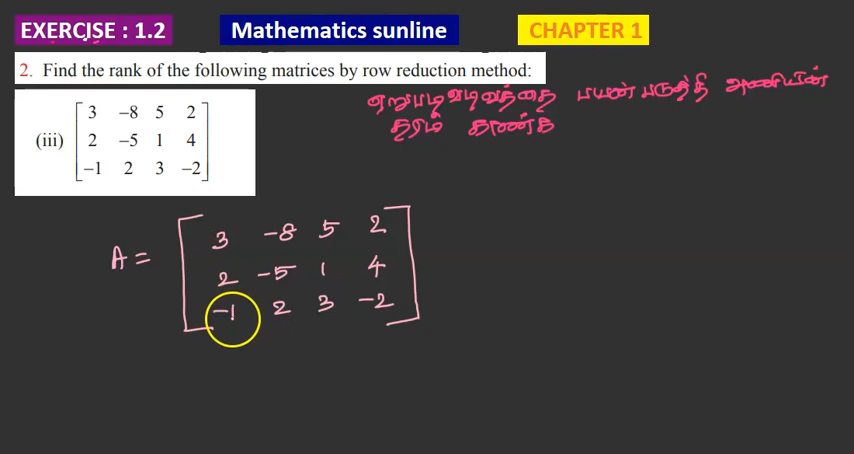 EXERCISE : 1.2 Mathematics sunline CHAPTER 1
2. Find the rank of the following matrices by row reduction method:
ஏறுபடி வடிவத்தை பயன்படுத்தி அணியின்
தரம் காண்க
3 −8 5 2
(iii) 2 −5 1 4
−1 2 3 −2
3 -8 5 2
A = 2 -5 1 4
-1 2 3 -2